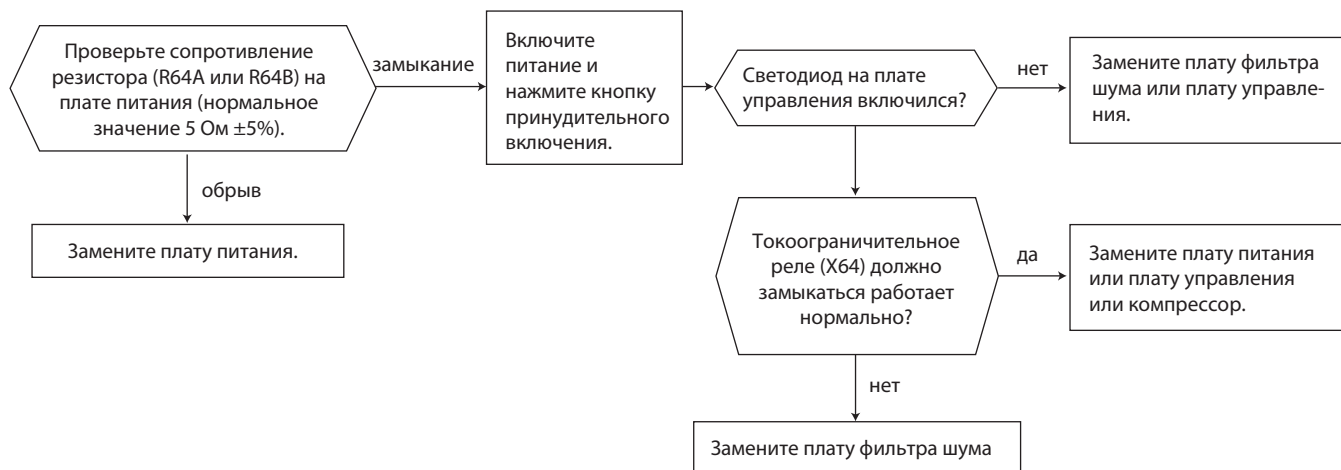 Проверьте сопротивление
резистора (R64A или R64B) на
плате питания (нормальное
значение 5 Ом ±5%).
замыкание
обрыв
Замените плату питания.
Включите
питание и
нажмите кнопку
принудительного
включения.
Светодиод на плате
управления включился?
нет
Замените плату фильтра
шума или плату управле-
ния.
Токоограничительное
реле (X64) должно
замыкаться работает
нормально?
да
Замените плату питания
или плату управления
или компрессор.
нет
Замените плату фильтра шума